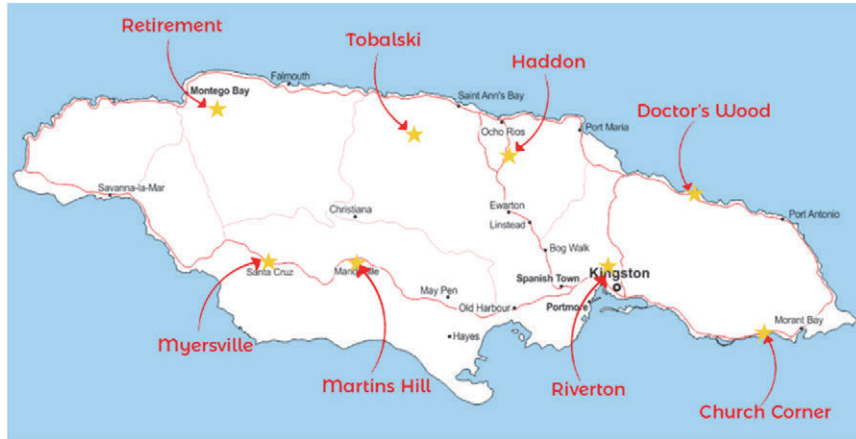 Retirement
Tobalski
Haddon
Falmouth
Montego Bay
Saint Ann's Bay
Doctor's Wood
Ocho Rios
Port Maria
Savanna-la-Mar
Christiana
Ewarton
Port Antonio
Linstead
Bog Walk
Santa Cruz
Kingston
Spanish Town
May Pen
Old Harbour
Portmore
Morant Bay
Hayes
Myersville
Martins Hill
Riverton
Church Corner